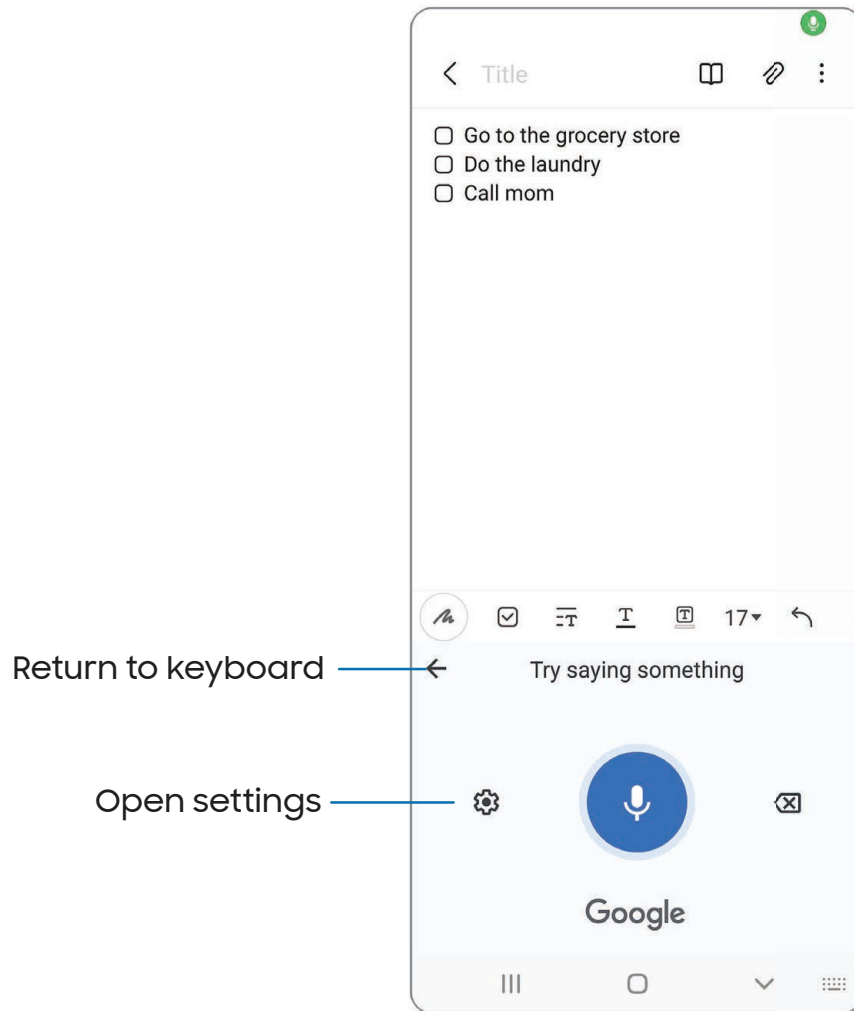 Title
Go to the grocery store
Do the laundry
Call mom
17
Return to keyboard
Try saying something
Open settings
Google